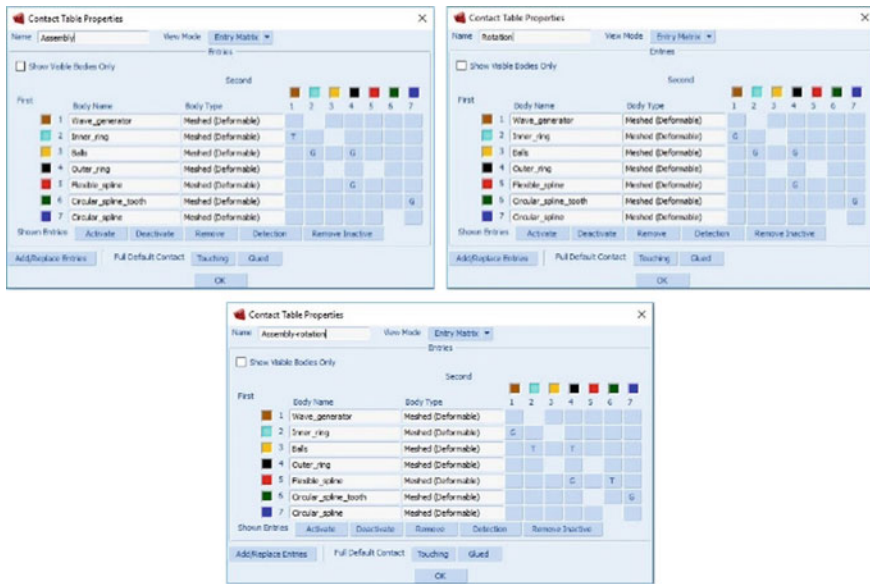 Contact Table Properties
Name Assembly View Mode Entry Matrix
Entries
Show Visible Bodies Only
Second
First
Body Name Body Type 1 2 3 4 5 6 7
1 Wave_generator Meshed (Deformable)
2 Inner_ring Meshed (Deformable) T
3 Balls Meshed (Deformable) G G
4 Outer_ring Meshed (Deformable)
5 Flexible_spline Meshed (Deformable) G
6 Circular_spline_tooth Meshed (Deformable) G
7 Circular_spline Meshed (Deformable)
Shown Entries Activate Deactivate Remove Detection Remove Inactive
Add/Replace Entries Full Default Contact Touching Glued
OK
Contact Table Properties
Name Rotation View Mode Entry Matrix
Entries
Show Visible Bodies Only
Second
First
Body Name Body Type 1 2 3 4 5 6 7
1 Wave_generator Meshed (Deformable)
2 Inner_ring Meshed (Deformable) G
3 Balls Meshed (Deformable) G G
4 Outer_ring Meshed (Deformable)
5 Flexible_spline Meshed (Deformable) G
6 Circular_spline_tooth Meshed (Deformable) G
7 Circular_spline Meshed (Deformable)
Shown Entries Activate Deactivate Remove Detection Remove Inactive
Add/Replace Entries Full Default Contact Touching Glued
OK
Contact Table Properties
Name Assembly-rotation View Mode Entry Matrix
Entries
Show Visible Bodies Only
Second
First
Body Name Body Type 1 2 3 4 5 6 7
1 Wave_generator Meshed (Deformable)
2 Inner_ring Meshed (Deformable) G
3 Balls Meshed (Deformable) T T
4 Outer_ring Meshed (Deformable)
5 Flexible_spline Meshed (Deformable) G T
6 Circular_spline_tooth Meshed (Deformable) G
7 Circular_spline Meshed (Deformable)
Shown Entries Activate Deactivate Remove Detection Remove Inactive
Add/Replace Entries Full Default Contact Touching Glued
OK